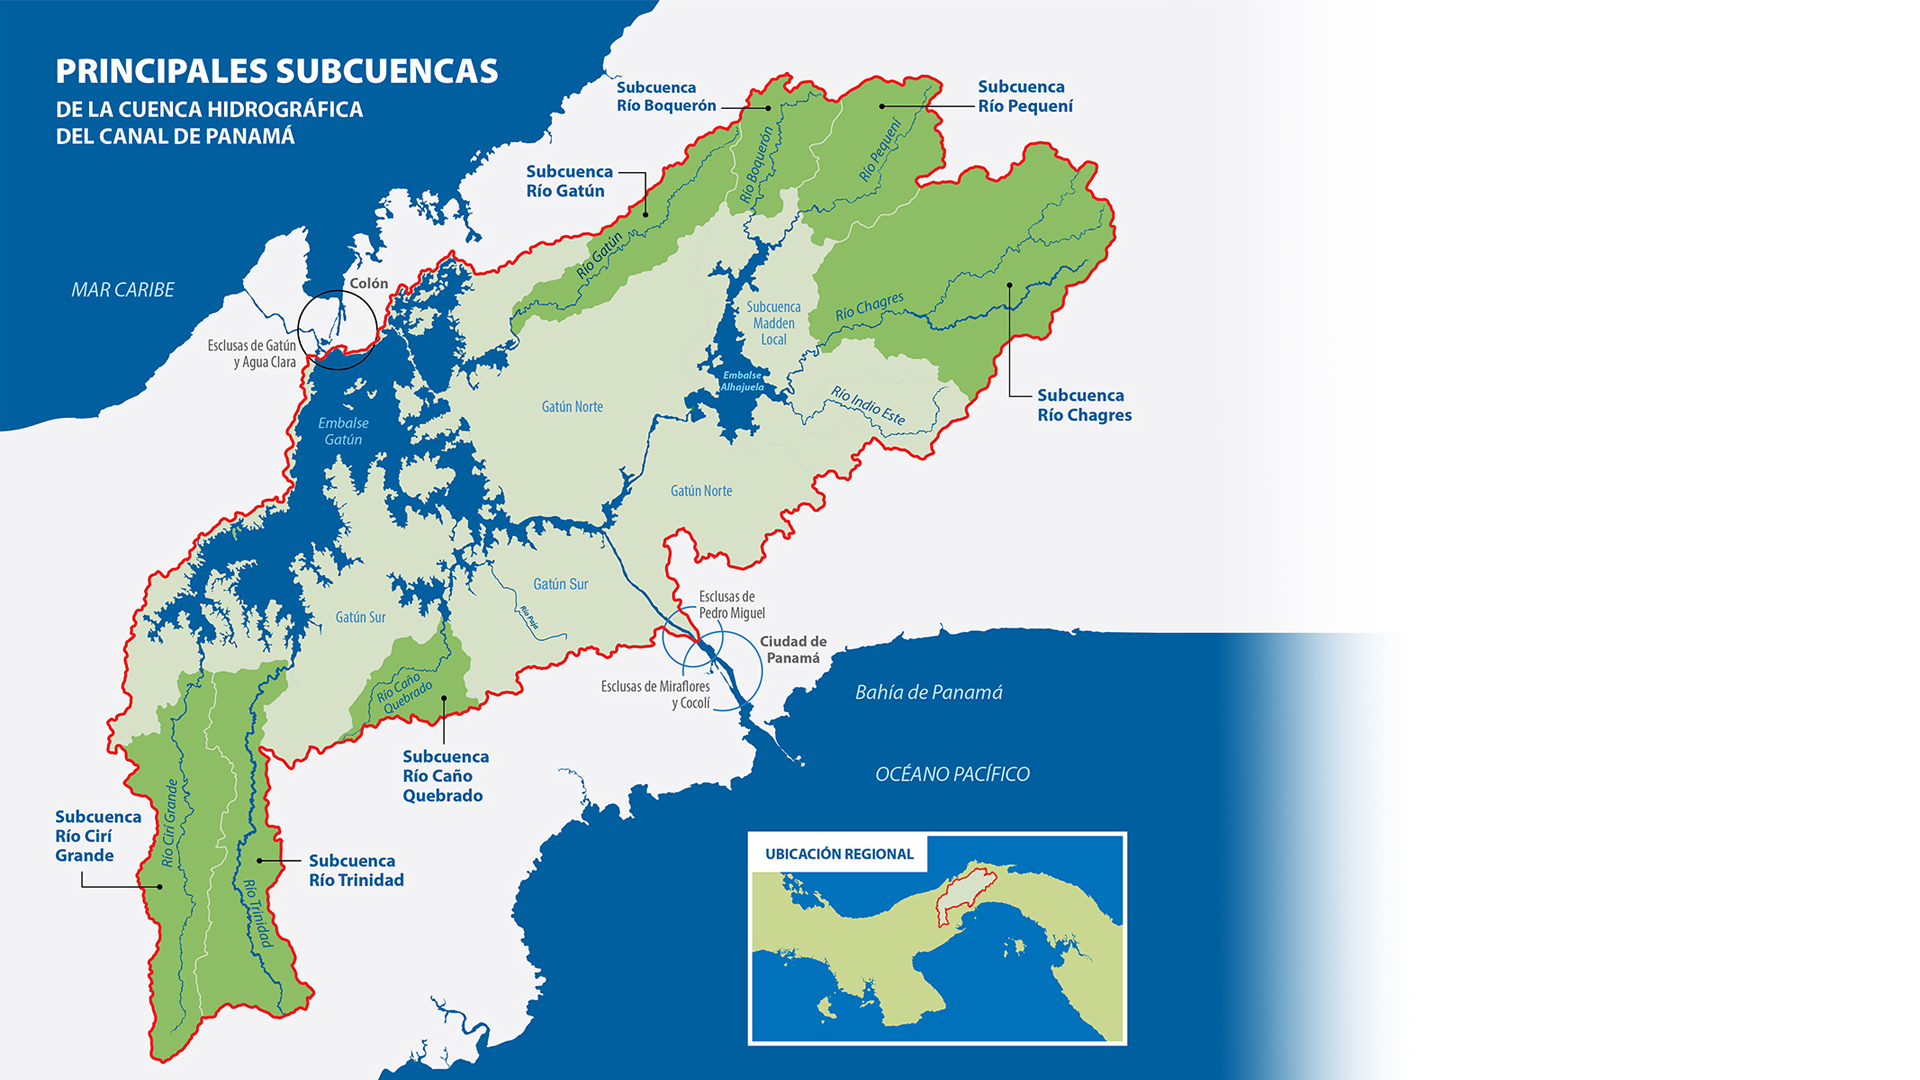 PRINCIPALES SUBCUENCAS
DE LA CUENCA HIDROGRÁFICA
DEL CANAL DE PANAMÁ
Subcuenca
Río Boquerón
Subcuenca
Río Pequení
Subcuenca
Río Gatún
Río Boquerón
Río Pequení
Río Gatún
MAR CARIBE
Colón
Esclusas de Gatún
y Agua Clara
Subcuenca
Madden
Local
Río Chagres
Embalse
Alhajuela
Río Indio Este
Subcuenca
Río Chagres
Gatún Norte
Embalse
Gatún
Gatún Norte
Gatún Sur
Río Paja
Gatún Sur
Esclusas de
Pedro Miguel
Ciudad de
Panamá
Esclusas de Miraflores
y Cocolí
Bahía de Panamá
OCÉANO PACÍFICO
Río Caño
Quebrado
Subcuenca
Río Caño
Quebrado
Subcuenca
Río Cirí
Grande
Río Cirí Grande
Subcuenca
Río Trinidad
Río Trinidad
UBICACIÓN REGIONAL